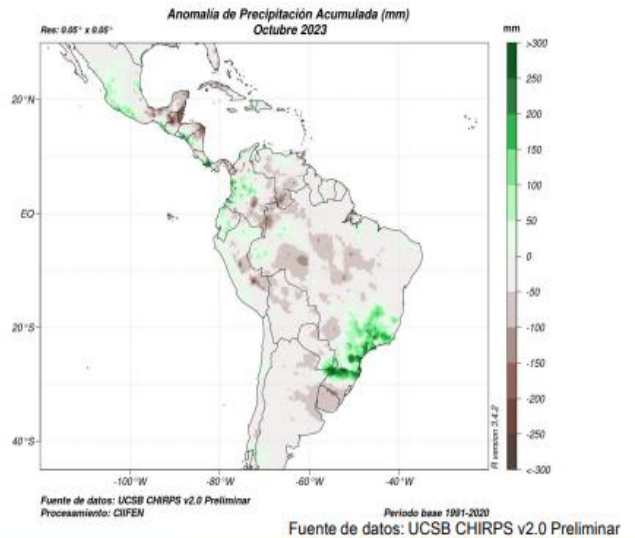 Anomalía de Precipitación Acumulada (mm)
Res: 0.05° x 0.05°
Octubre 2023
mm
>300
250
200
150
100
50
0
-50
-100
-150
-200
-250
<-300
20°N
EQ
20°S
40°S
-100°W
-80°W
-60°W
-40°W
R version 3.4.2
Fuente de datos: UCSB CHIRPS v2.0 Preliminar
Procesamiento: CIIFEN
Periodo base 1991-2020
Fuente de datos: UCSB CHIRPS v2.0 Preliminar